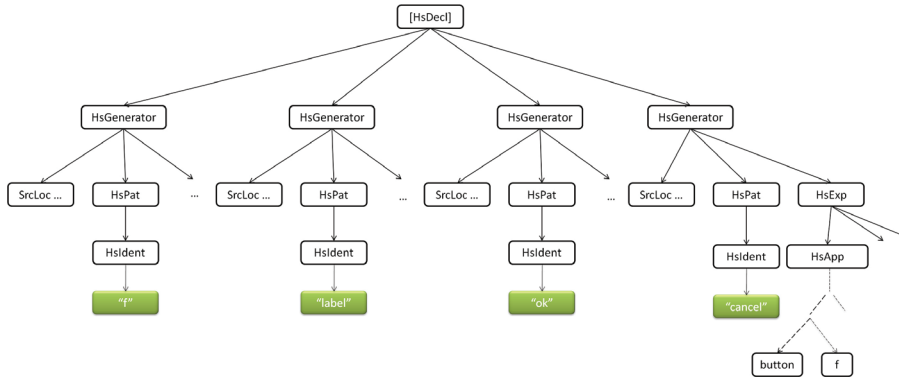 [HsDecl]
HsGenerator HsGenerator HsGenerator HsGenerator
SrcLoc ... HsPat ... SrcLoc ... HsPat ... SrcLoc ... HsPat ... SrcLoc ... HsPat HsExp
HsIdent HsIdent HsIdent HsIdent HsApp
“f” “label” “ok” “cancel”
button f